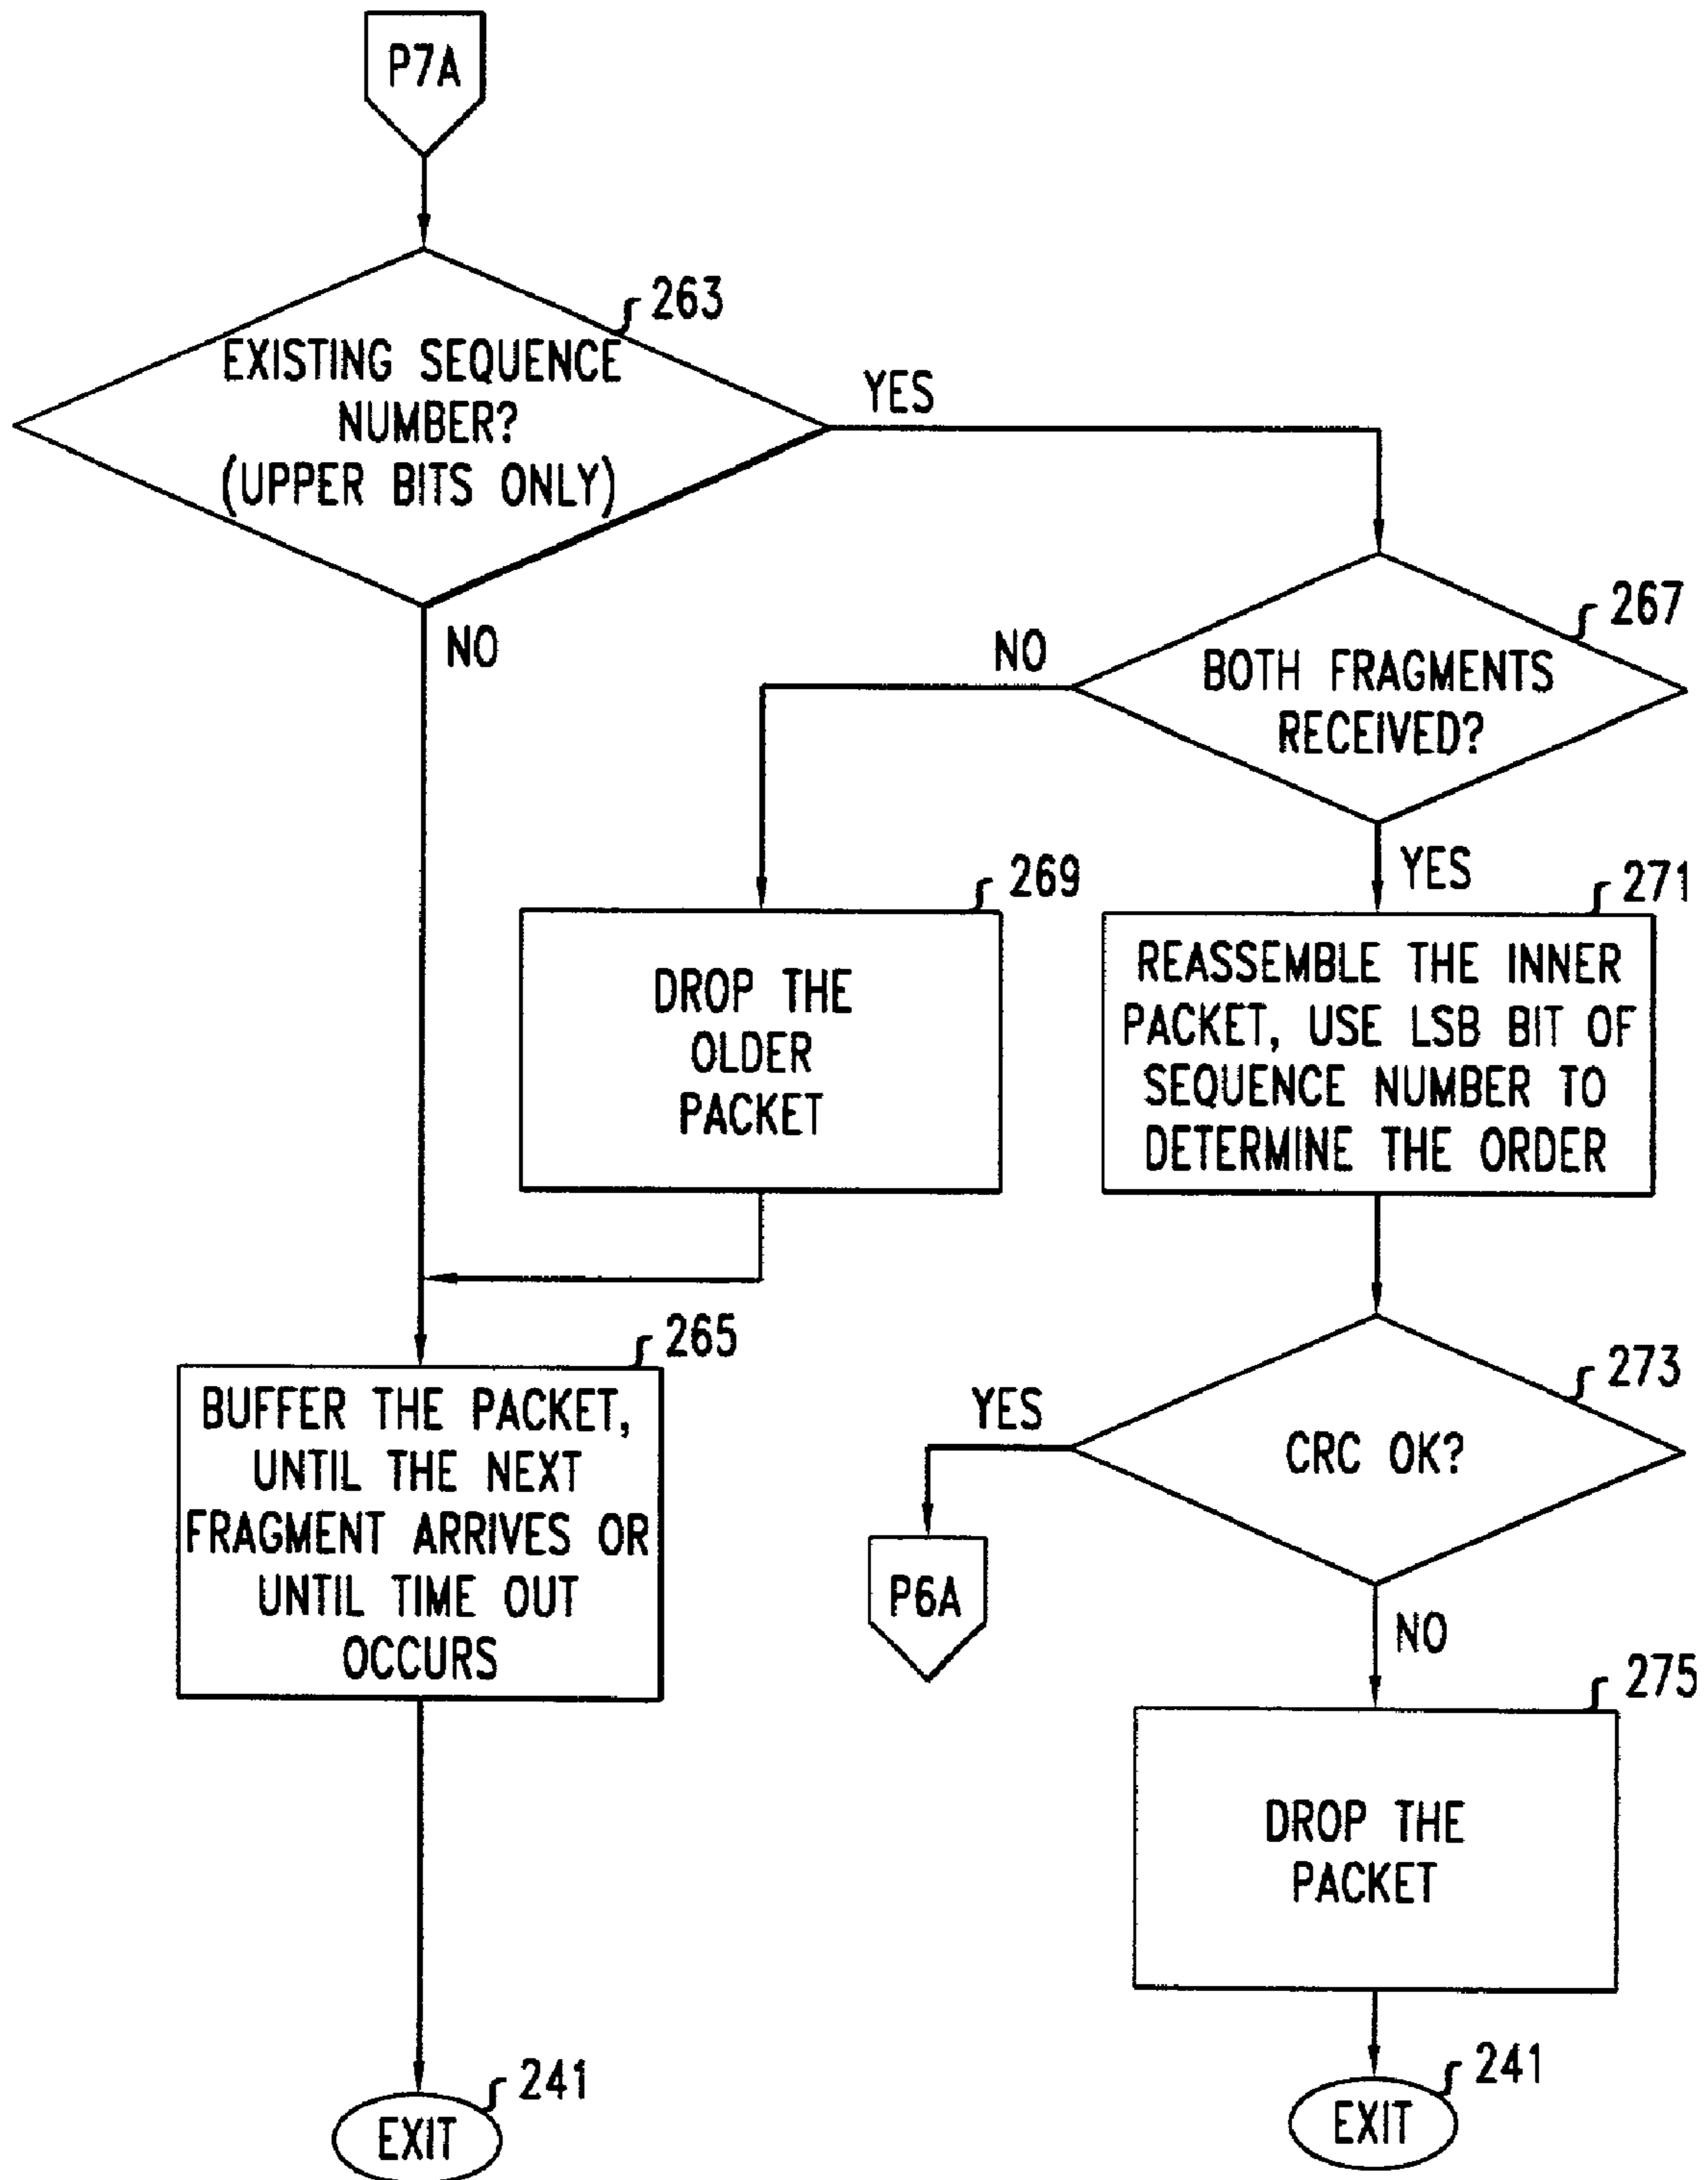 P7A
263
EXISTING SEQUENCE
NUMBER?
(UPPER BITS ONLY)
YES
NO
267
BOTH FRAGMENTS
RECEIVED?
NO
YES
269
DROP THE
OLDER
PACKET
271
REASSEMBLE THE INNER
PACKET, USE LSB BIT OF
SEQUENCE NUMBER TO
DETERMINE THE ORDER
265
BUFFER THE PACKET,
UNTIL THE NEXT
FRAGMENT ARRIVES OR
UNTIL TIME OUT
OCCURS
273
CRC OK?
YES
P6A
NO
275
DROP THE
PACKET
241
EXIT
241
EXIT